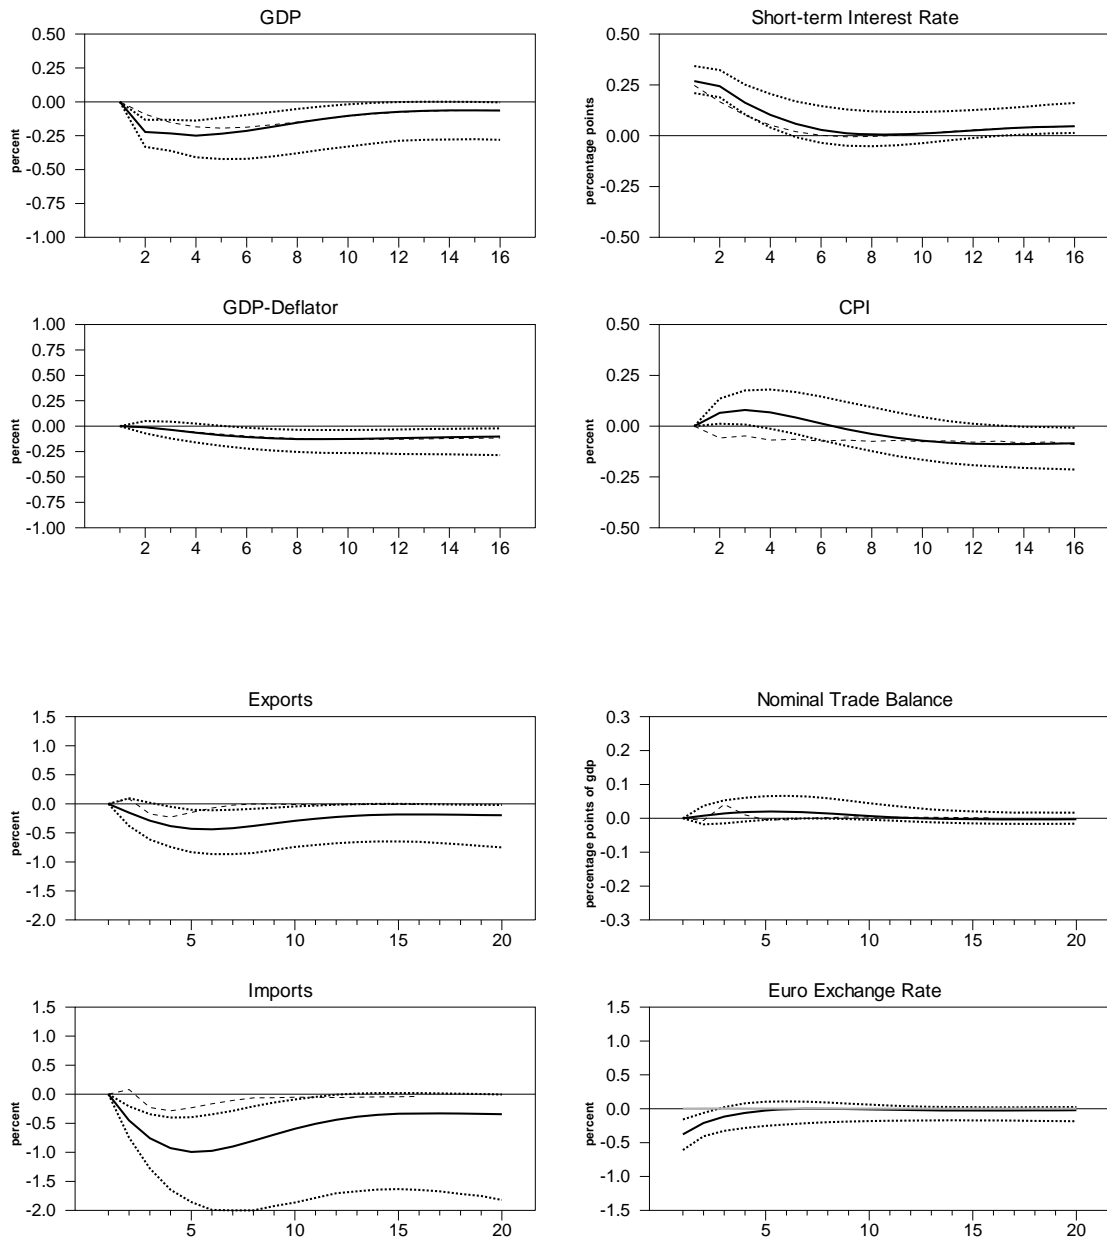 GDP
0.50
0.25
0.00
-0.25
-0.50
-0.75
-1.00
percent
2 4 6 8 10 12 14 16
Short-term Interest Rate
0.50
0.25
0.00
-0.25
-0.50
percentage points
2 4 6 8 10 12 14 16
GDP-Deflator
1.00
0.75
0.50
0.25
0.00
-0.25
-0.50
-0.75
-1.00
percent
2 4 6 8 10 12 14 16
CPI
0.50
0.25
0.00
-0.25
-0.50
percent
2 4 6 8 10 12 14 16
Exports
1.5
1.0
0.5
0.0
-0.5
-1.0
-1.5
-2.0
percent
5 10 15 20
Nominal Trade Balance
0.3
0.2
0.1
0.0
-0.1
-0.2
-0.3
percentage points of gdp
5 10 15 20
Imports
1.5
1.0
0.5
0.0
-0.5
-1.0
-1.5
-2.0
percent
5 10 15 20
Euro Exchange Rate
1.5
1.0
0.5
0.0
-0.5
-1.0
-1.5
percent
5 10 15 20